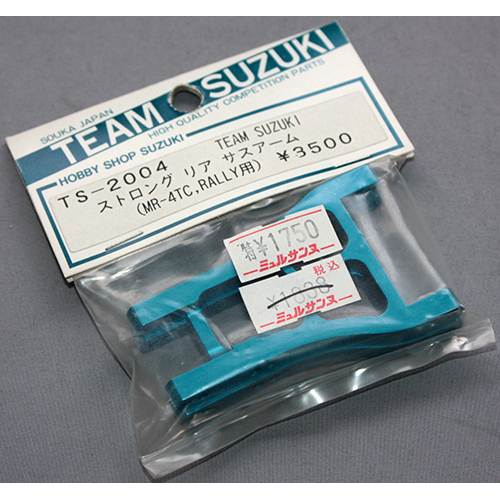 SOUKA JAPAN
TEAM SUZUKI
HIGH QUALITY COMPETITION PARTS
HOBBY SHOP SUZUKI
TS-2004 TEAM SUZUKI
ストロング リア サスアーム
(MR-4TC,RALLY用) ¥3500
特 ¥1750
ミュルサンヌ
税込
¥1838
ミュルサンヌ